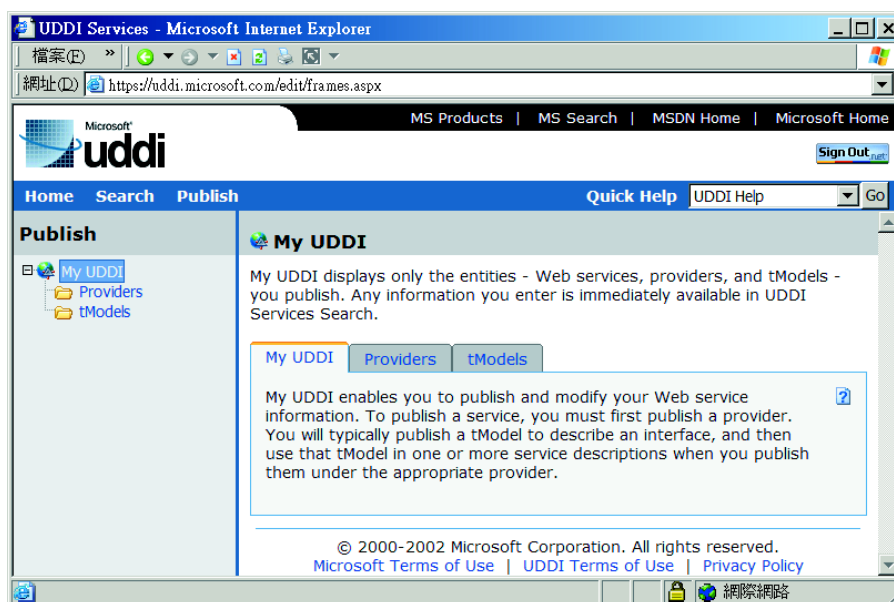 UDDI Services - Microsoft Internet Explorer
檔案(F) »
網址(D) https://uddi.microsoft.com/edit/frames.aspx
MS Products | MS Search | MSDN Home | Microsoft Home
Microsoft
uddi
Sign Out .net
Home Search Publish Quick Help UDDI Help Go
Publish
My UDDI
Providers
tModels
My UDDI
My UDDI displays only the entities - Web services, providers, and tModels -
you publish. Any information you enter is immediately available in UDDI
Services Search.
My UDDI Providers tModels
My UDDI enables you to publish and modify your Web service
information. To publish a service, you must first publish a provider.
You will typically publish a tModel to describe an interface, and then
use that tModel in one or more service descriptions when you publish
them under the appropriate provider.
© 2000-2002 Microsoft Corporation. All rights reserved.
Microsoft Terms of Use | UDDI Terms of Use | Privacy Policy
網際網路